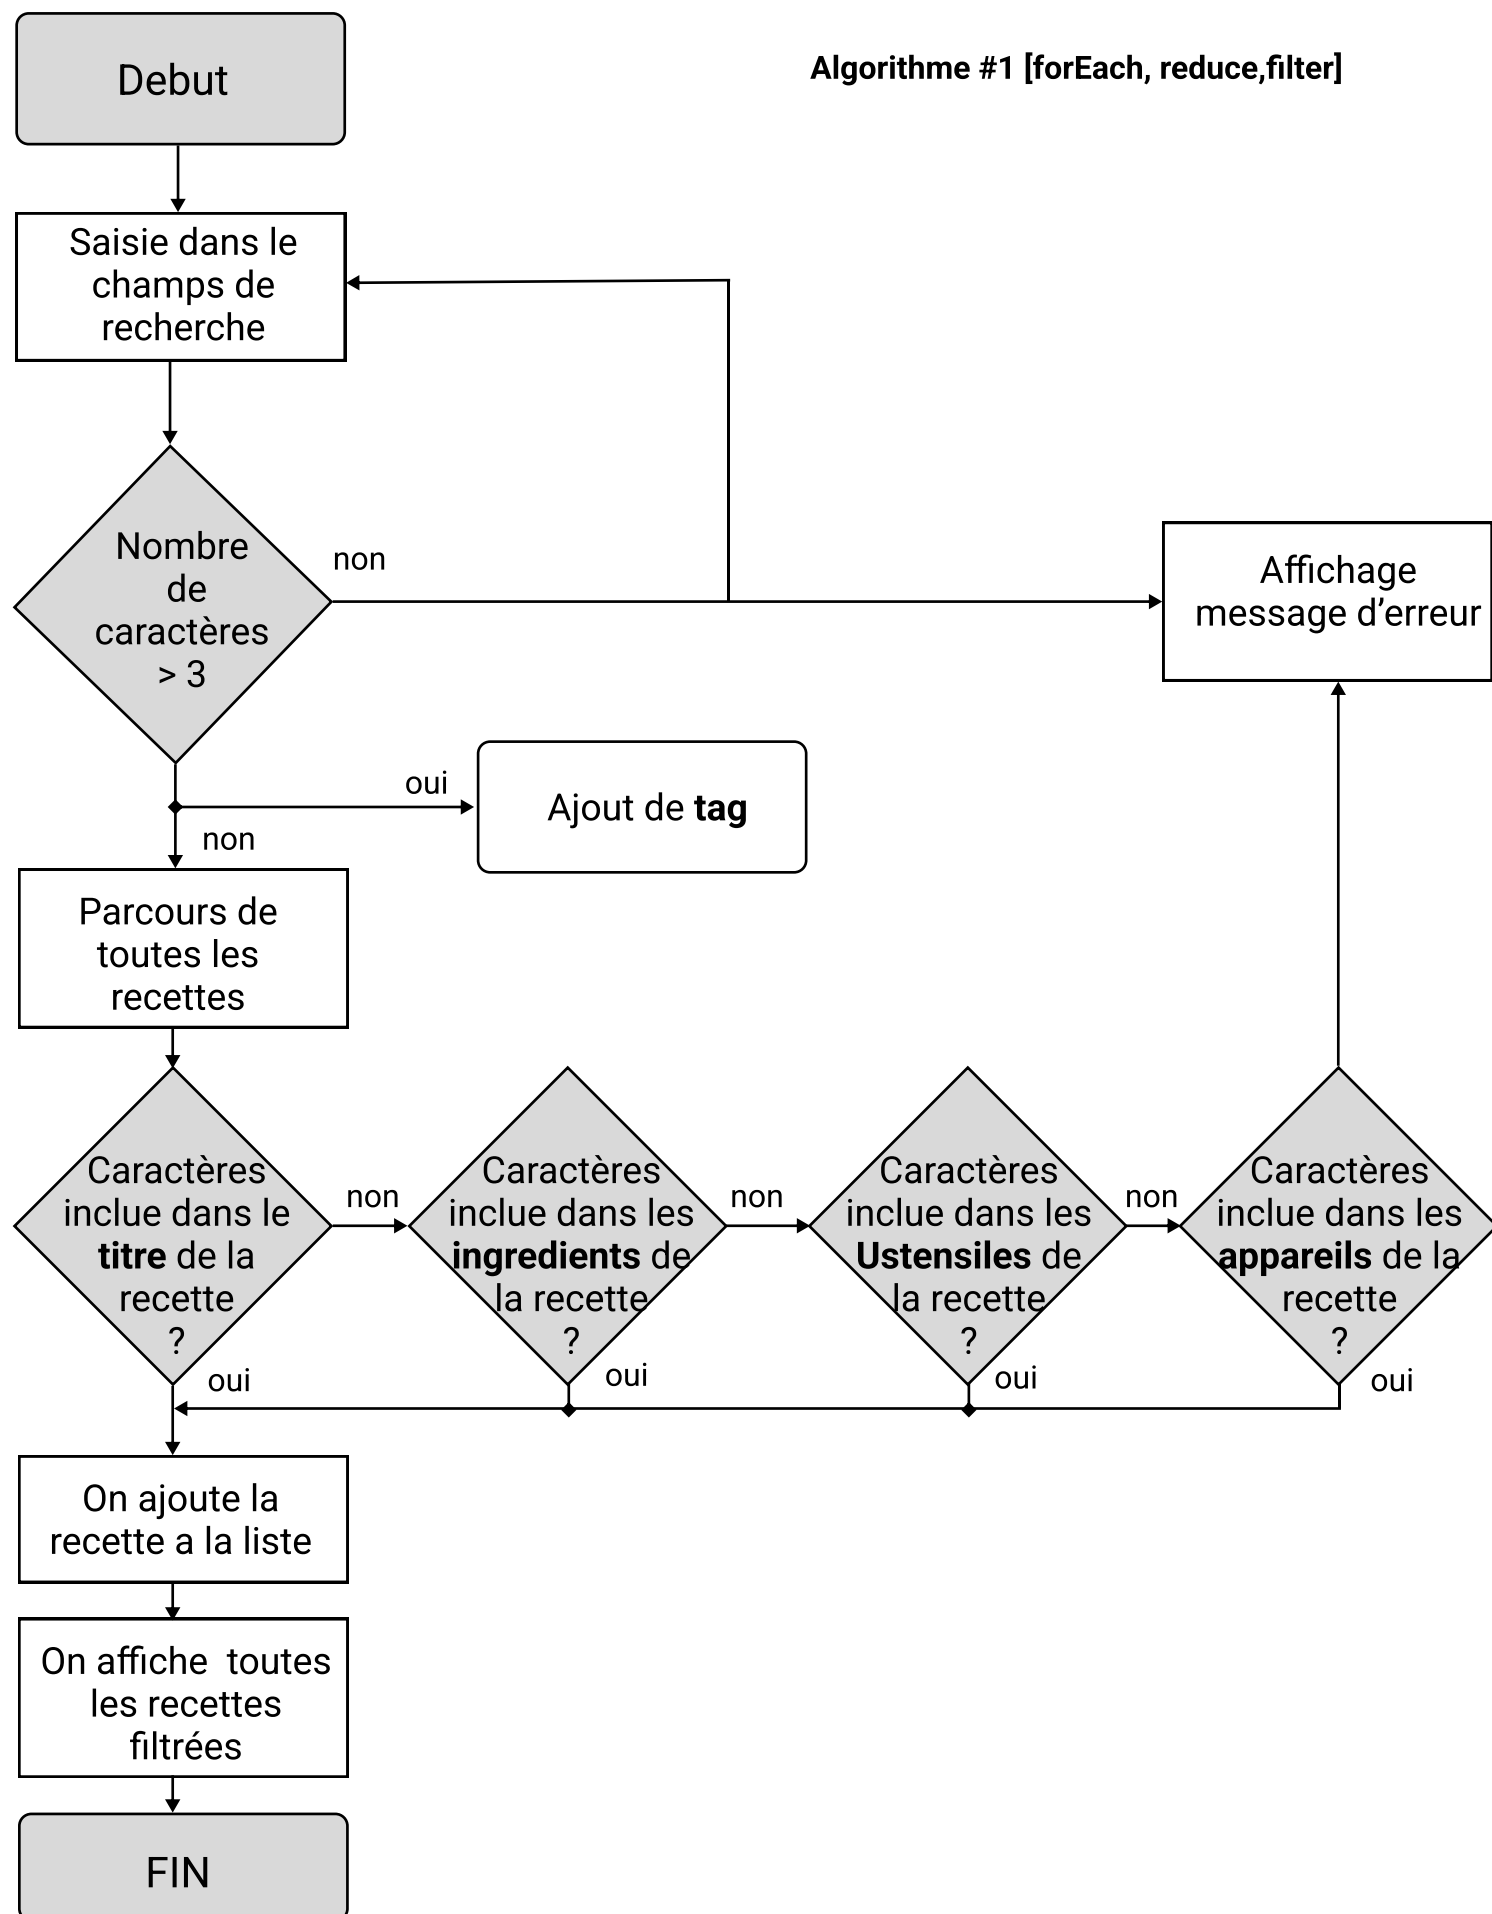 Debut
Algorithme #1 [forEach, reduce,filter]
Saisie dans le
champs de
recherche
Nombre
de
caractères
> 3
non
Affichage
message d’erreur
oui
Ajout de tag
non
Parcours de
toutes les
recettes
Caractères
inclue dans le
titre de la
recette
?
non
Caractères
inclue dans les
ingredients de
la recette
?
non
Caractères
inclue dans les
Ustensiles de
la recette
?
non
Caractères
inclue dans les
appareils de la
recette
?
oui
oui
oui
oui
On ajoute la
recette a la liste
On affiche  toutes
les recettes
filtrées
FIN